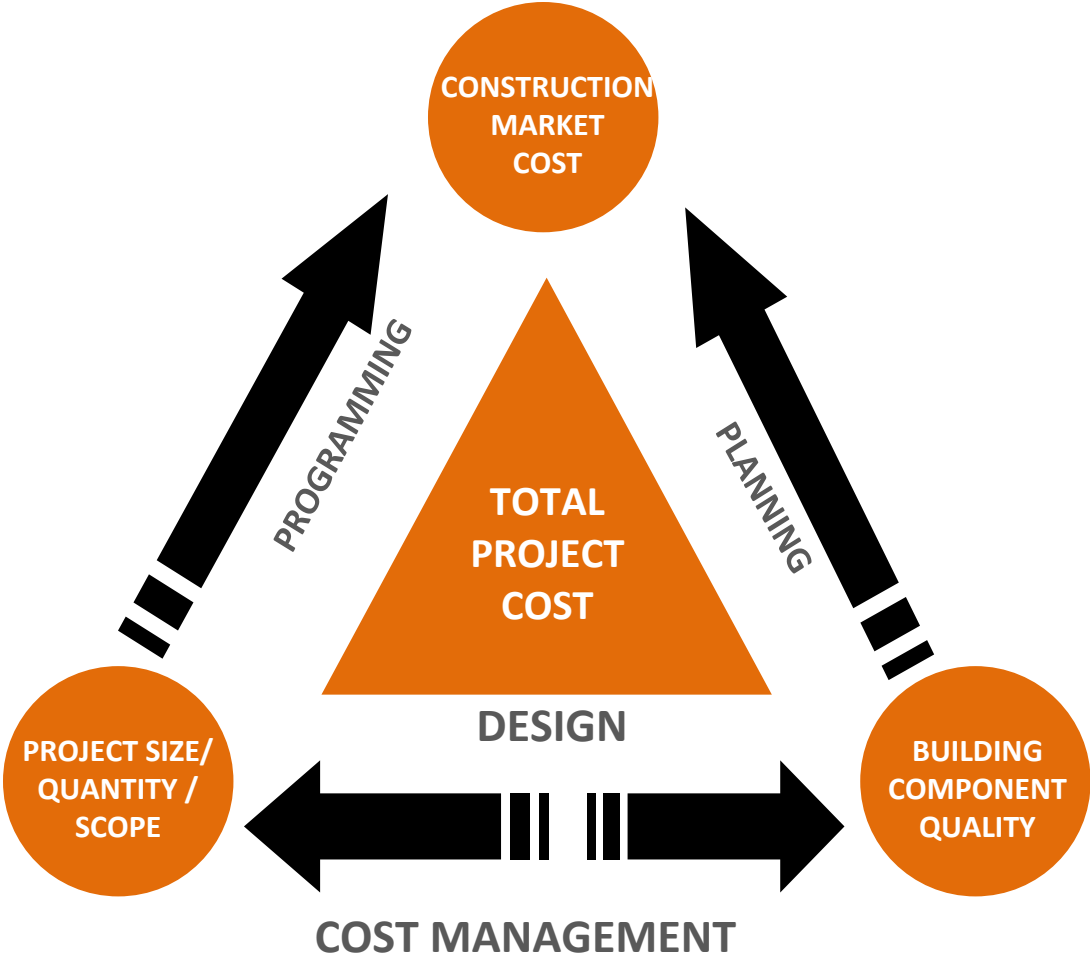 CONSTRUCTION
MARKET
COST
PROGRAMMING
PLANNING
TOTAL
PROJECT
COST
DESIGN
PROJECT SIZE/
QUANTITY /
SCOPE
BUILDING
COMPONENT
QUALITY
COST MANAGEMENT